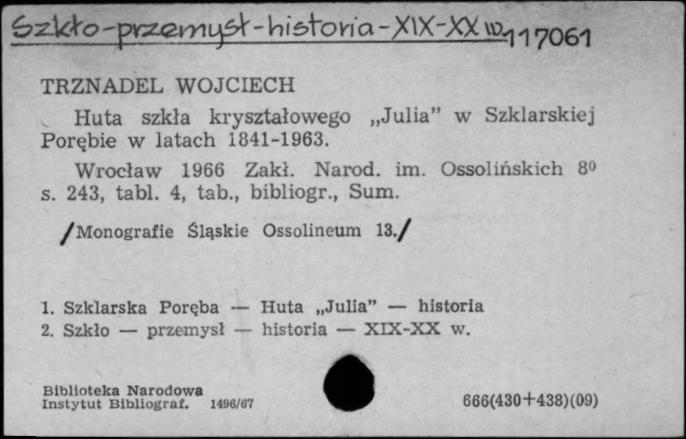 Szkło-przemysł-historia-XIX-XX w. 117061
TRZNADEL WOJCIECH
Huta szkła kryształowego „Julia” w Szklarskiej
Porębie w latach 1841-1963.
Wrocław 1966 Zakł. Narod. im. Ossolińskich 8⁰
s. 243, tabl. 4, tab., bibliogr., Sum.
/Monografie Śląskie Ossolineum 13./
1. Szklarska Poręba — Huta „Julia” — historia
2. Szkło — przemysł — historia — XIX-XX w.
Biblioteka Narodowa
Instytut Bibliograf. 1496/67 666(430+438)(09)